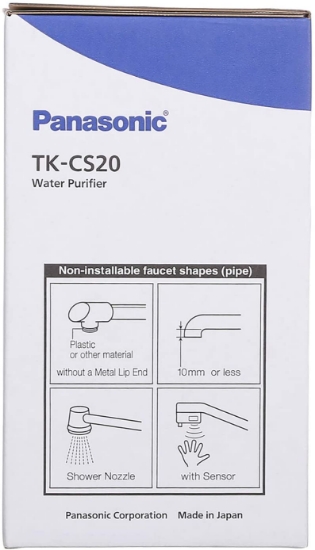 Panasonic
TK-CS20
Water Purifier
Non-installable faucet shapes (pipe)
Plastic
or other material
without a Metal Lip End
10mm or less
Shower Nozzle
with Sensor
Panasonic Corporation Made in Japan